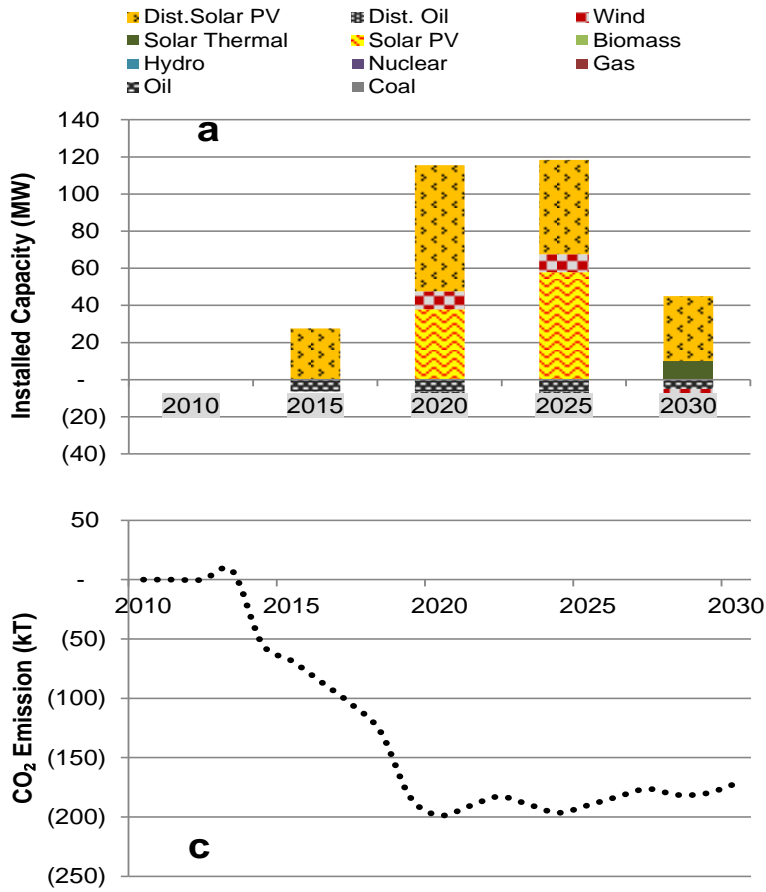 Dist.Solar PV Dist. Oil Wind
Solar Thermal Solar PV Biomass
Hydro Nuclear Gas
Oil Coal
a
Installed Capacity (MW)
140
120
100
80
60
40
20
-
(20)
(40)
2010 2015 2020 2025 2030
CO₂ Emission (kT)
50
-
(50)
(100)
(150)
(200)
(250)
2010 2015 2020 2025 2030
c